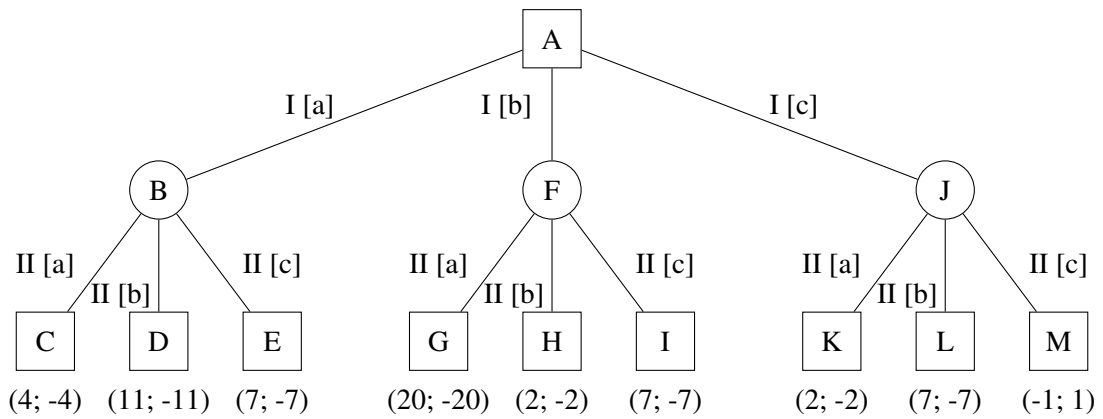 A
I [a] I [b] I [c]
B F J
II [a] II [b] II [c] II [a] II [b] II [c] II [a] II [b] II [c]
C D E G H I K L M
(4; -4) (11; -11) (7; -7) (20; -20) (2; -2) (7; -7) (2; -2) (7; -7) (-1; 1)